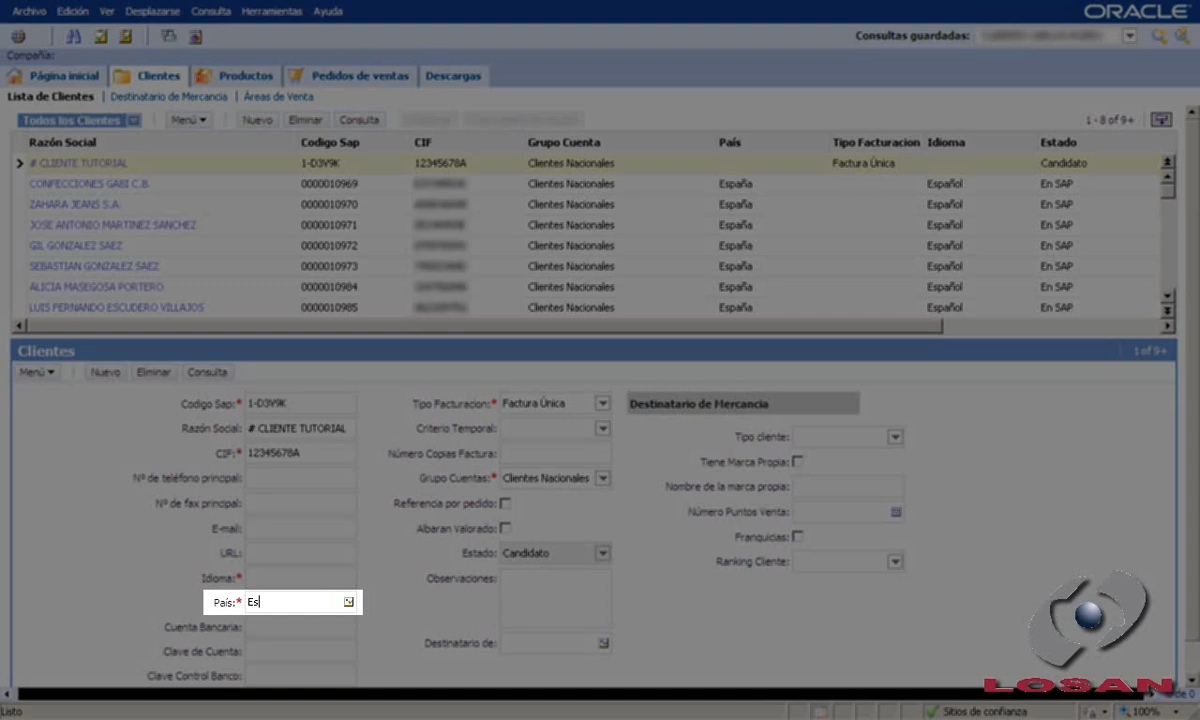 Archivo Edición Ver Desplazarse Consulta Herramientas Ayuda ORACLE
Consultas guardadas:
Compañía:
Página inicial Clientes Productos Pedidos de ventas Descargas
Lista de Clientes | Destinatario de Mercancia | Áreas de Venta
Todos los Clientes Menú Nuevo Eliminar Consulta 1 - 8 of 9+
Razón Social Codigo Sap CIF Grupo Cuenta País Tipo Facturacion Idioma Estado
# CLIENTE TUTORIAL 1-D3V9K 12345678A Clientes Nacionales Factura Única Candidato
CONFECCIONES GABI C.B. 0000010969 Clientes Nacionales España Español En SAP
ZAHARA JEANS S.A. 0000010970 Clientes Nacionales España Español En SAP
JOSE ANTONIO MARTINEZ SANCHEZ 0000010971 Clientes Nacionales España Español En SAP
GIL GONZALEZ SAEZ 0000010972 Clientes Nacionales España Español En SAP
SEBASTIAN GONZALEZ SAEZ 0000010973 Clientes Nacionales España Español En SAP
ALICIA MASEGOSA PORTERO 0000010984 Clientes Nacionales España Español En SAP
LUIS FERNANDO ESCUDERO VILLAJOS 0000010985 Clientes Nacionales España Español En SAP
Clientes 1 of 9+
Menú Nuevo Eliminar Consulta
Codigo Sap:* 1-D3V9K Tipo Facturacion:* Factura Única Destinatario de Mercancia
Razón Social: # CLIENTE TUTORIAL Criterio Temporal: Tipo cliente:
CIF:* 12345678A Número Copias Factura: Tiene Marca Propia:
Nº de teléfono principal: Grupo Cuentas:* Clientes Nacionales Nombre de la marca propia:
Nº de fax principal: Referencia por pedido: Número Puntos Venta:
E-mail: Albaran Valorado: Franquicias:
URL: Estado: Candidato Ranking Cliente:
Idioma:* Observaciones:
País:* Es
Cuenta Bancaria:
Clave de Cuenta: Destinatario de:
Clave Control Banco:
LOSAN
de 0
Listo Sitios de confianza 100%